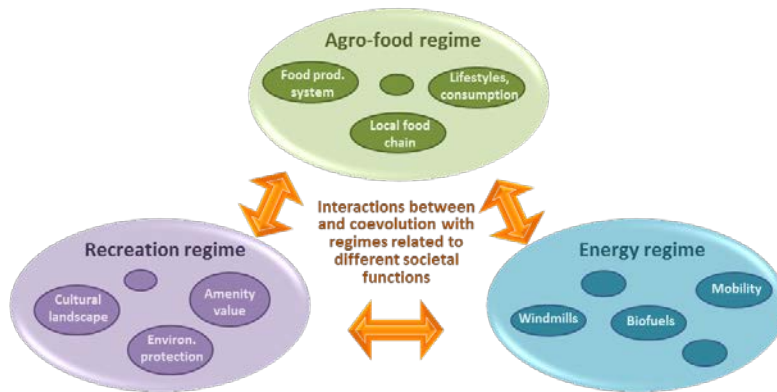 Agro-food regime
Food prod.
system
Lifestyles,
consumption
Local food
chain
Interactions between
and coevolution with
regimes related to
different societal
functions
Recreation regime
Cultural
landscape
Amenity
value
Environ.
protection
Energy regime
Mobility
Windmills
Biofuels